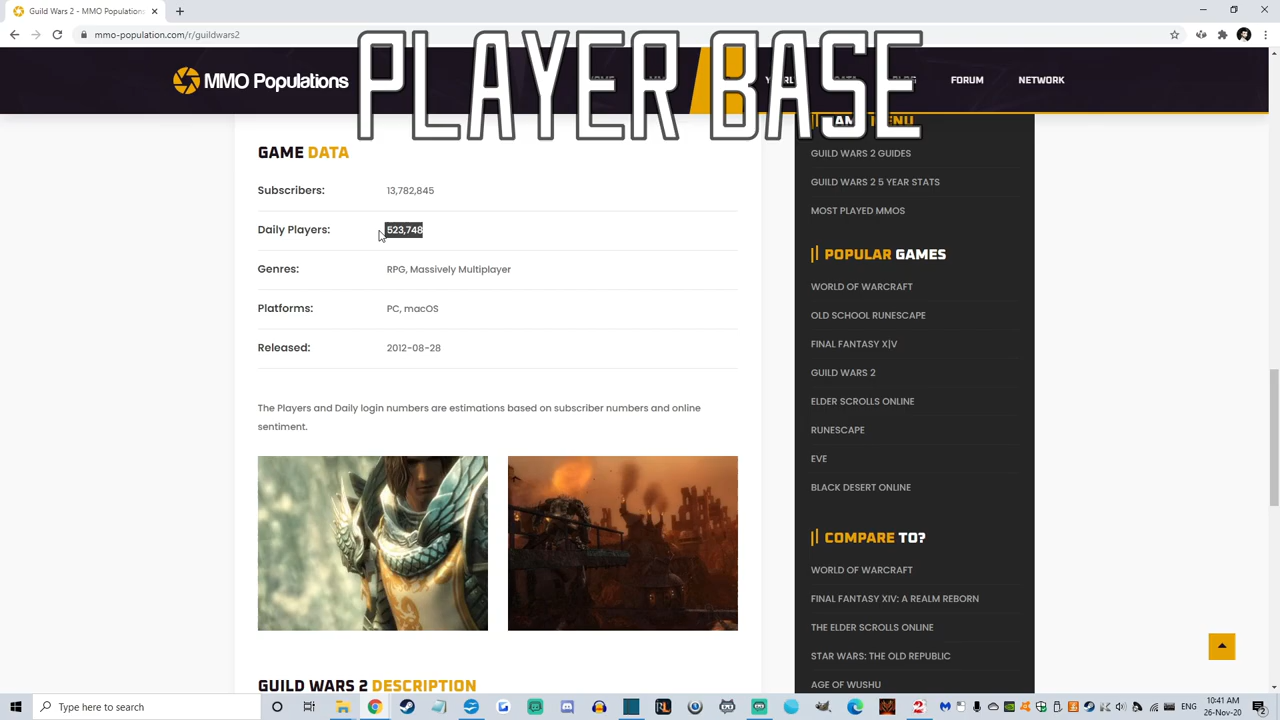 Guild Wars 2 - MMO Populations
mmo-population.com/r/guildwars2
PLAYER BASE
MMO Populations
FORUM
NETWORK
GAME DATA
Subscribers: 13,782,845
Daily Players: 523,748
Genres: RPG, Massively Multiplayer
Platforms: PC, macOS
Released: 2012-08-28
The Players and Daily login numbers are estimations based on subscriber numbers and online
sentiment.
GUILD WARS 2 DESCRIPTION
GAME MENU
GUILD WARS 2 GUIDES
GUILD WARS 2 5 YEAR STATS
MOST PLAYED MMOS
POPULAR GAMES
WORLD OF WARCRAFT
OLD SCHOOL RUNESCAPE
FINAL FANTASY X|V
GUILD WARS 2
ELDER SCROLLS ONLINE
RUNESCAPE
EVE
BLACK DESERT ONLINE
COMPARE TO?
WORLD OF WARCRAFT
FINAL FANTASY XIV: A REALM REBORN
THE ELDER SCROLLS ONLINE
STAR WARS: THE OLD REPUBLIC
AGE OF WUSHU
Type here to search
10:41 AM
26-Nov-20